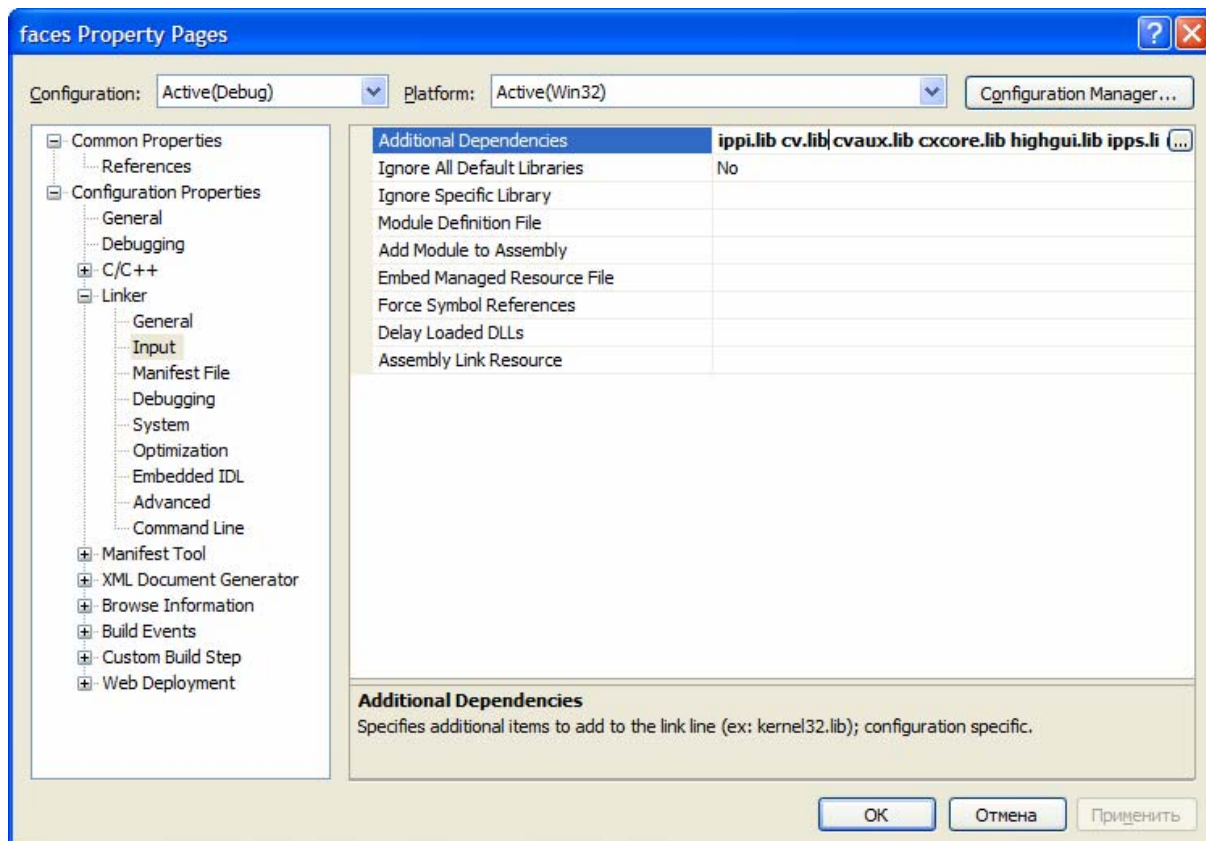 faces Property Pages
Configuration: Active(Debug) Platform: Active(Win32) Configuration Manager...
Common Properties
References
Configuration Properties
General
Debugging
C/C++
Linker
General
Input
Manifest File
Debugging
System
Optimization
Embedded IDL
Advanced
Command Line
Manifest Tool
XML Document Generator
Browse Information
Build Events
Custom Build Step
Web Deployment
Additional Dependencies ippi.lib cv.lib cvaux.lib cxcore.lib highgui.lib ipps.li ...
Ignore All Default Libraries No
Ignore Specific Library
Module Definition File
Add Module to Assembly
Embed Managed Resource File
Force Symbol References
Delay Loaded DLLs
Assembly Link Resource
Additional Dependencies
Specifies additional items to add to the link line (ex: kernel32.lib); configuration specific.
OK Отмена Применить